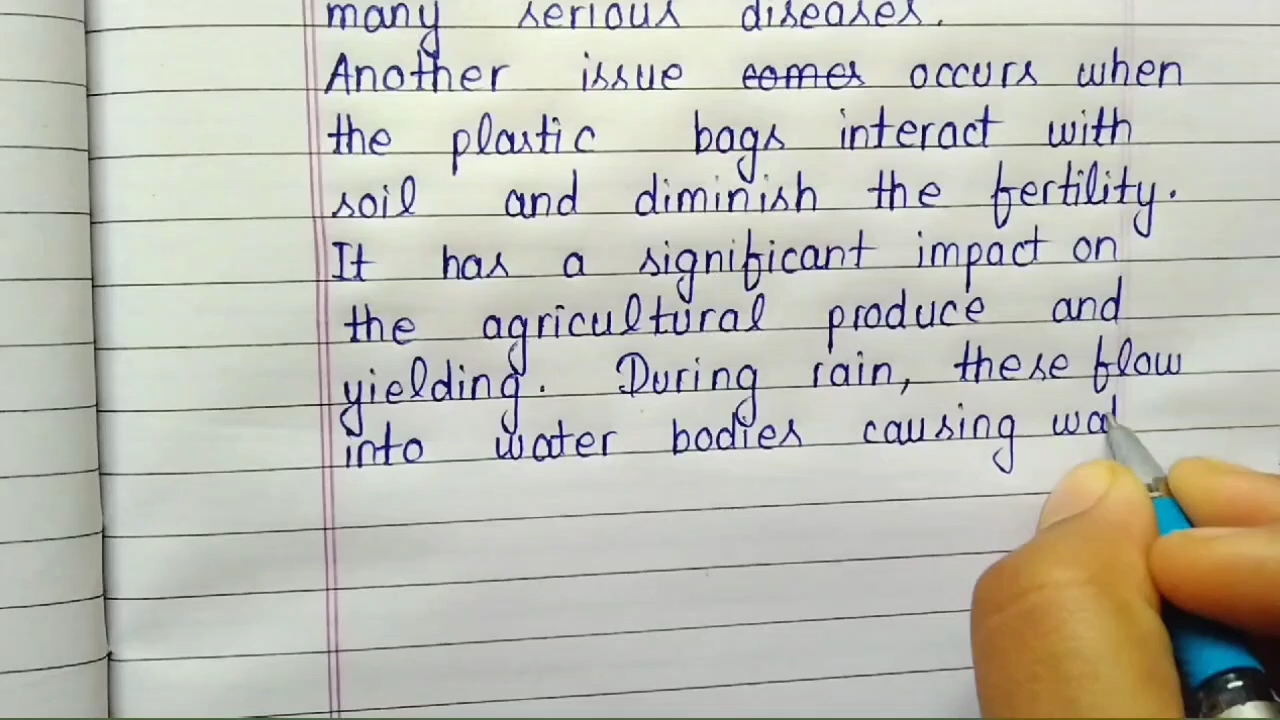 many serious diseases.
Another issue comes occurs when
the plastic bags interact with
soil and diminish the fertility.
It has a significant impact on
the agricultural produce and
yielding. During rain, these flow
into water bodies causing